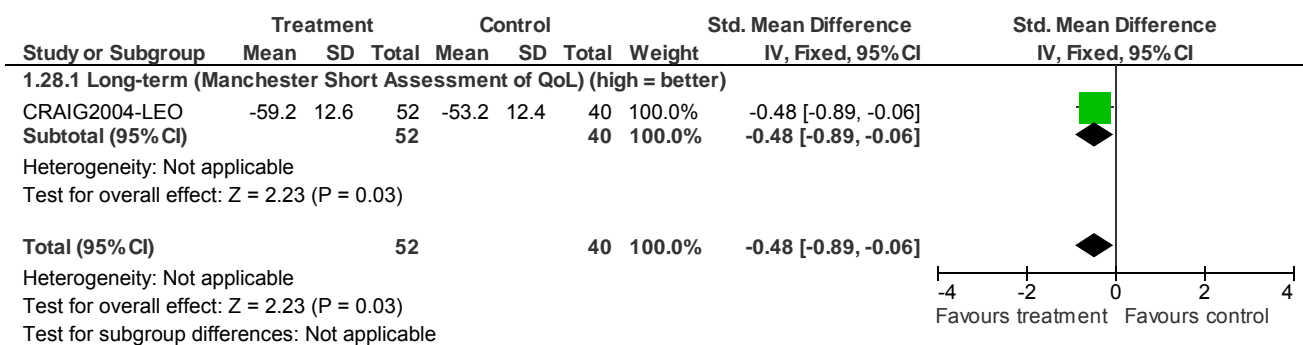 Treatment Control Std. Mean Difference Std. Mean Difference
Study or Subgroup Mean SD Total Mean SD Total Weight IV, Fixed, 95% CI IV, Fixed, 95% CI
1.28.1 Long-term (Manchester Short Assessment of QoL) (high = better)
CRAIG2004-LEO -59.2 12.6 52 -53.2 12.4 40 100.0% -0.48 [-0.89, -0.06]
Subtotal (95% CI) 52 40 100.0% -0.48 [-0.89, -0.06]
Heterogeneity: Not applicable
Test for overall effect: Z = 2.23 (P = 0.03)
Total (95% CI) 52 40 100.0% -0.48 [-0.89, -0.06]
Heterogeneity: Not applicable
Test for overall effect: Z = 2.23 (P = 0.03)
Test for subgroup differences: Not applicable
-4 -2 0 2 4
Favours treatment Favours control